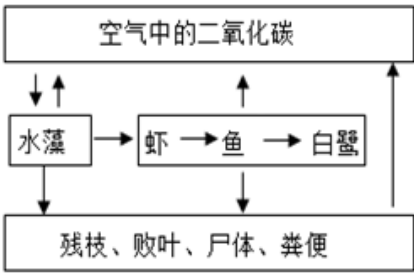 空气中的二氧化碳
水藻 虾 鱼 白鹭
残枝、败叶、尸体、粪便